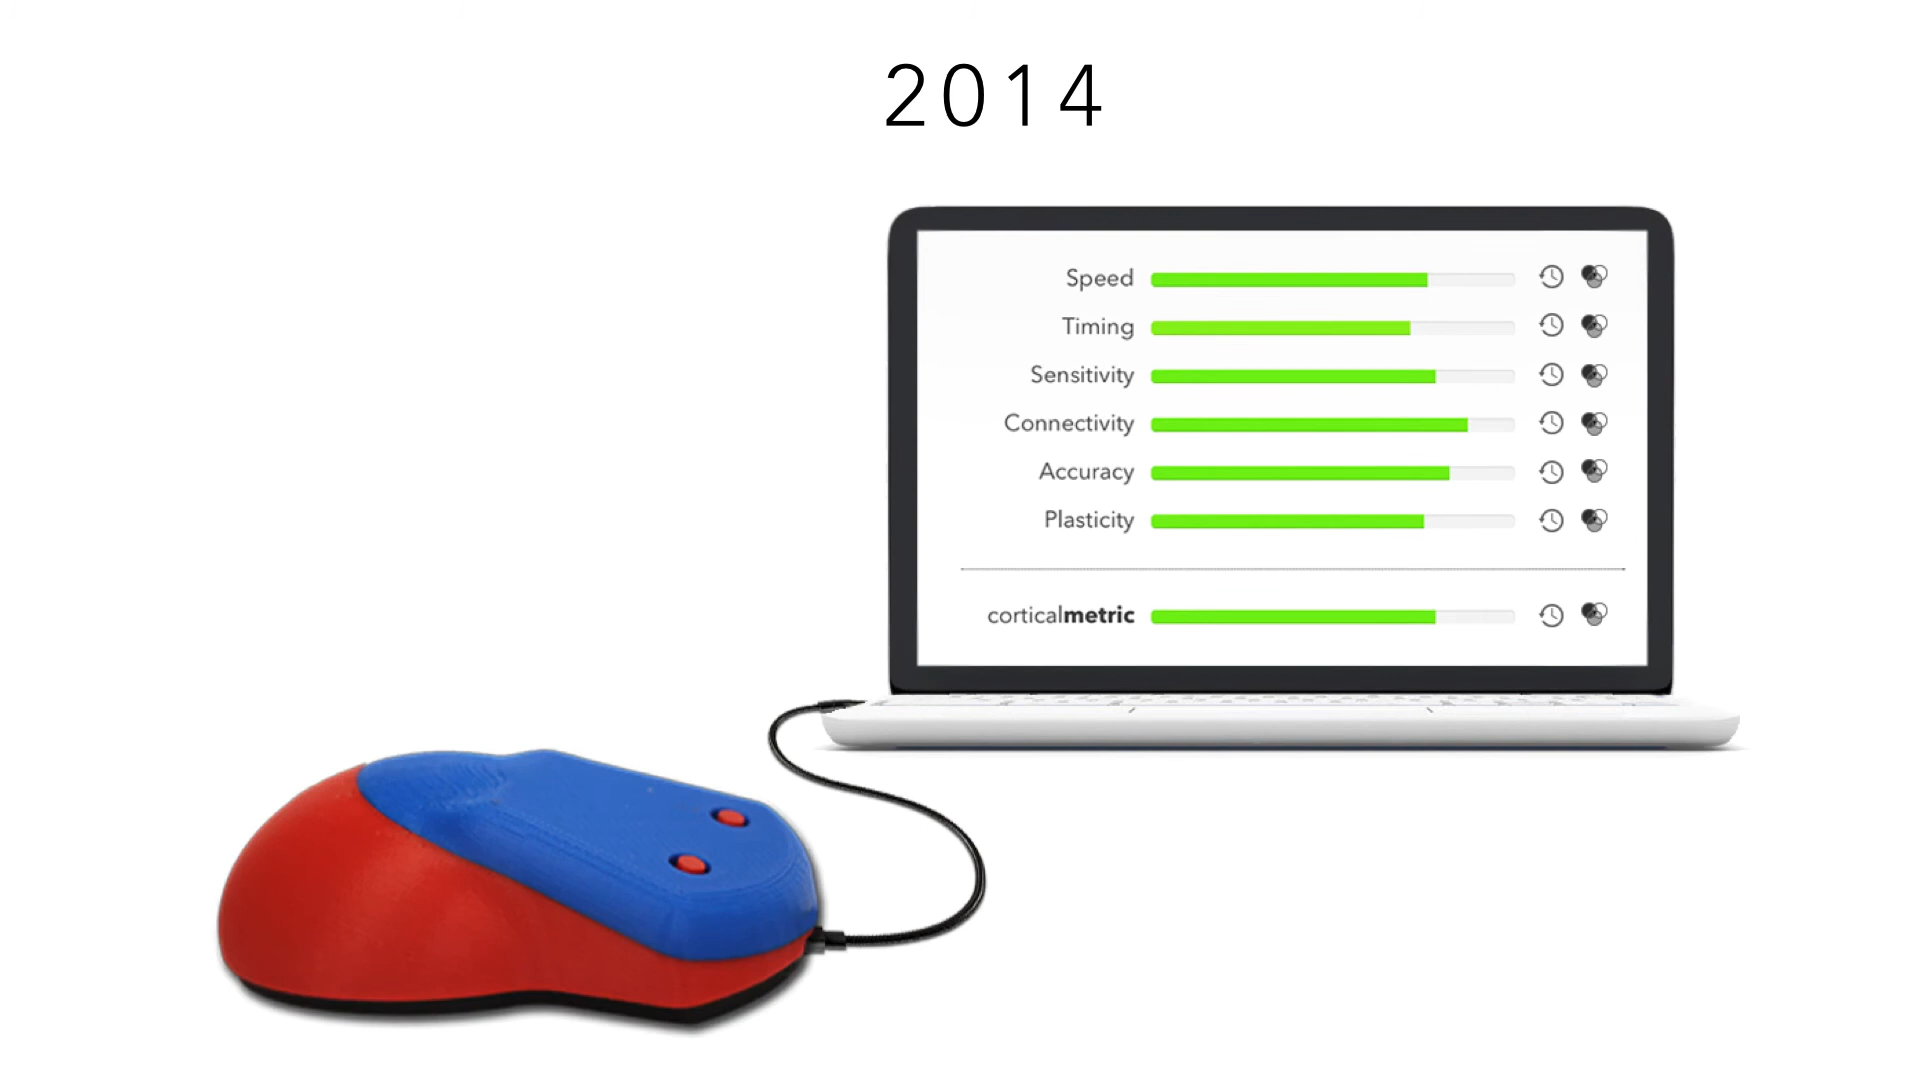 2014
Speed
Timing
Sensitivity
Connectivity
Accuracy
Plasticity
corticalmetric